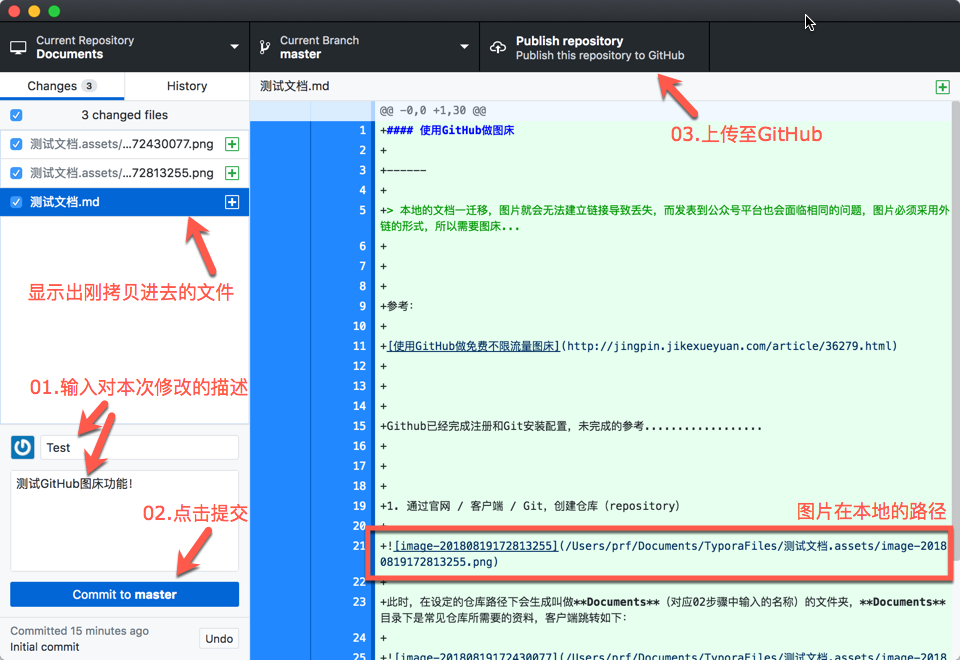 Current Repository
Documents
Current Branch
master
Publish repository
Publish this repository to GitHub
Changes 3
History
测试文档.md
3 changed files
测试文档.assets/...72430077.png
测试文档.assets/...72813255.png
测试文档.md
显示出刚拷贝进去的文件
01.输入对本次修改的描述
Test
测试GitHub图床功能!
02.点击提交
Commit to master
Committed 15 minutes ago
Initial commit
Undo
03.上传至GitHub
@@ -0,0 +1,30 @@
1 +#### 使用GitHub做图床
2 +
3 +------
4 +
5 +> 本地的文档一迁移，图片就会无法建立链接导致丢失，而发表到公众号平台也会面临相同的问题，图片必须采用外
链的形式，所以需要图床...
6 +
7 +
8 +
9 +参考：
10 +
11 +[使用GitHub做免费不限流量图床](http://jingpin.jikexueyuan.com/article/36279.html)
12 +
13 +
14 +
15 +Github已经完成注册和Git安装配置，未完成的参考..................
16 +
17 +
18 +
19 +1. 通过官网 / 客户端 / Git，创建仓库（repository）
图片在本地的路径
20 +
21 +![image-20180819172813255](/Users/prf/Documents/TyporaFiles/测试文档.assets/image-2018
0819172813255.png)
22 +
23 +此时，在设定的仓库路径下会生成叫做**Documents**（对应02步骤中输入的名称）的文件夹，**Documents**
目录下是常见仓库所需要的资料，客户端跳转如下：
24 +
25 +![image-20180819172430077](/Users/prf/Documents/TyporaFiles/测试文档.assets/image-2018